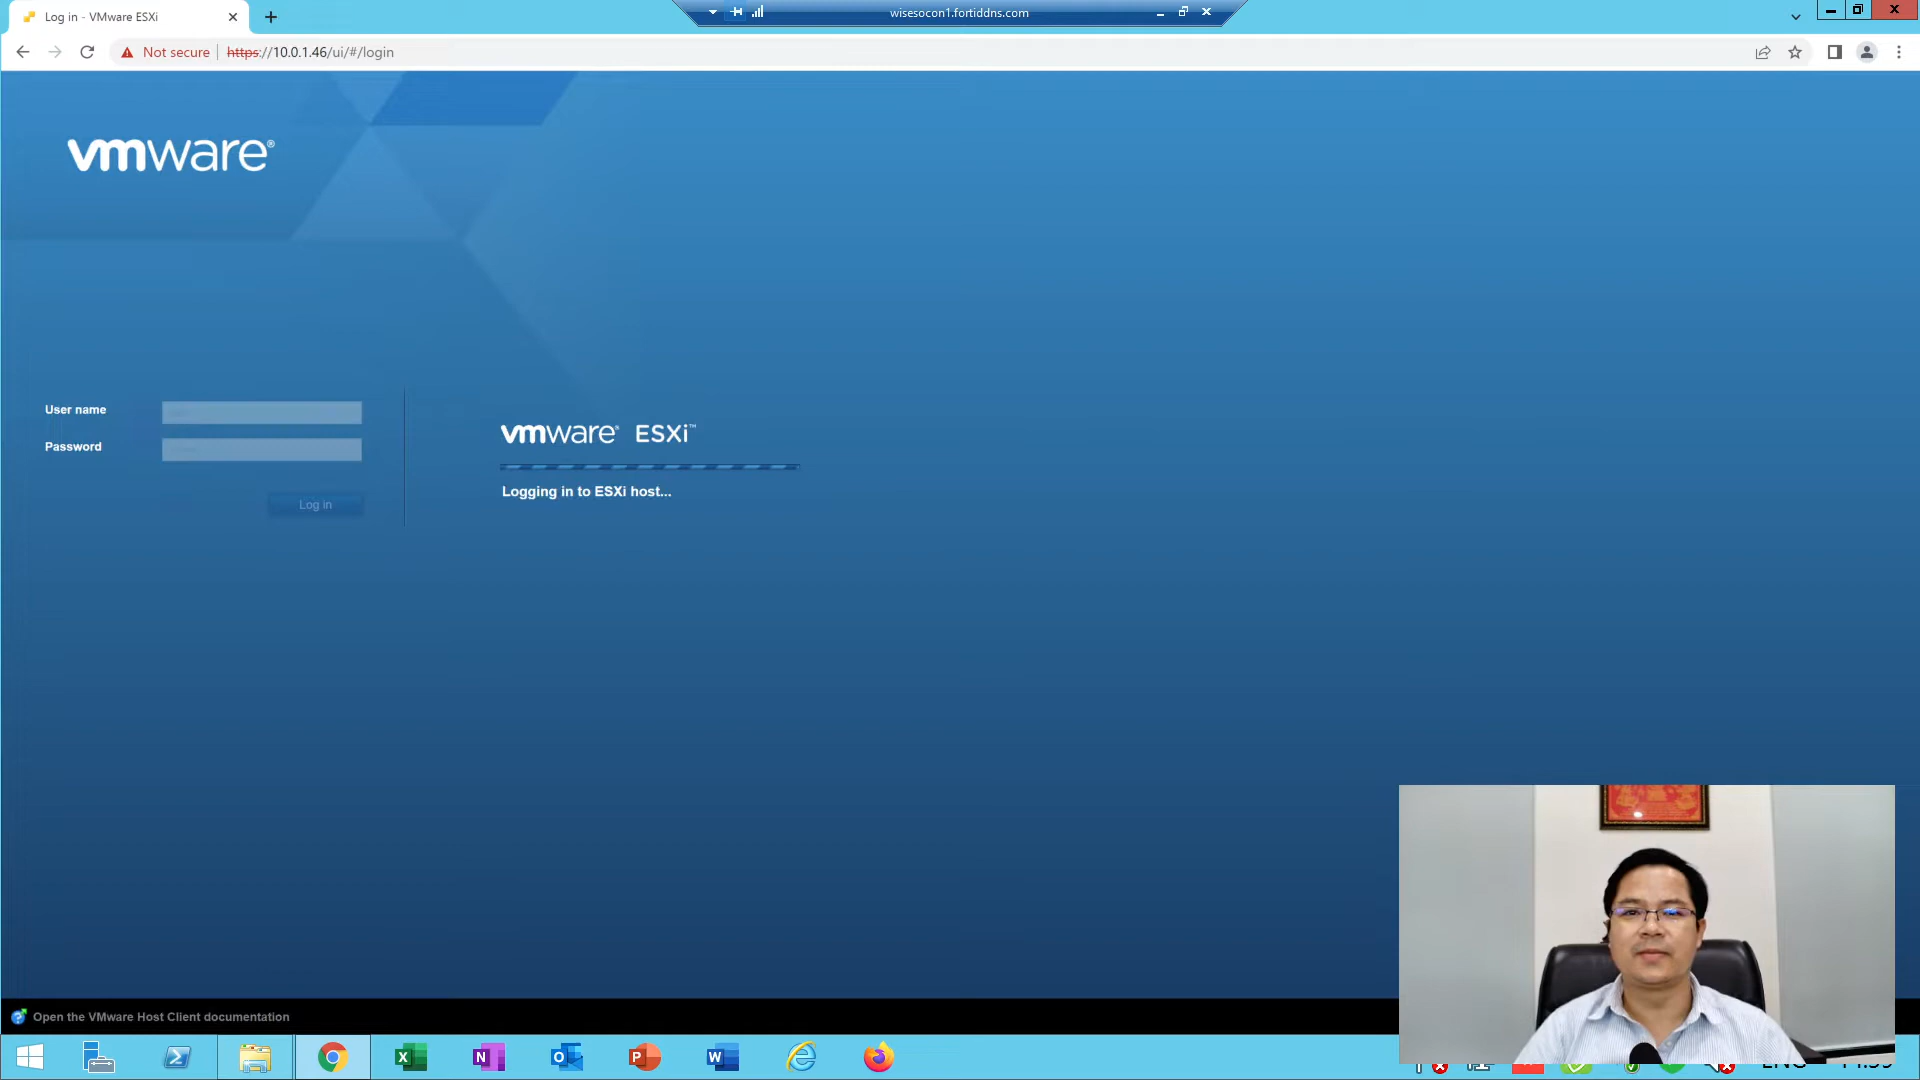 Log in - VMware ESXi
wisesocon1.fortiddns.com
Not secure https://10.0.1.46/ui/#/login
vmware®
User name
Password
Log in
vmware® ESXi™
Logging in to ESXi host...
Open the VMware Host Client documentation